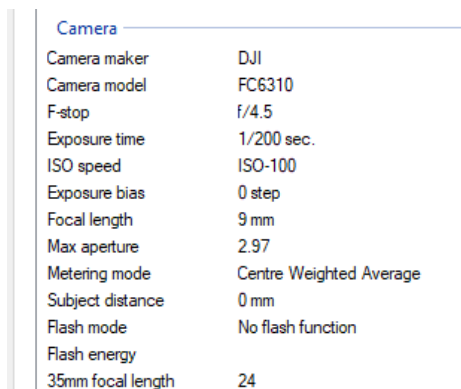 Camera
Camera maker DJI
Camera model FC6310
F-stop f/4.5
Exposure time 1/200 sec.
ISO speed ISO-100
Exposure bias 0 step
Focal length 9 mm
Max aperture 2.97
Metering mode Centre Weighted Average
Subject distance 0 mm
Flash mode No flash function
Flash energy
35mm focal length 24